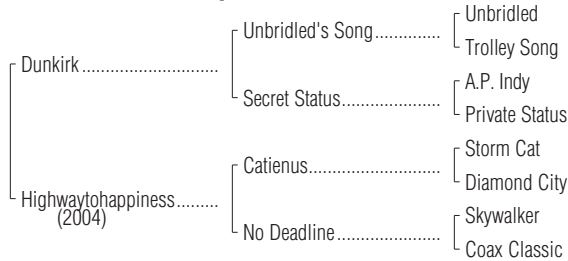 Unbridled
Unbridled's Song..............
Trolley Song
Dunkirk............................
A.P. Indy
Secret Status.....................
Private Status
Storm Cat
Catienus...........................
Diamond City
Highwaytohappiness.........
(2004)
Skywalker
No Deadline......................
Coax Classic